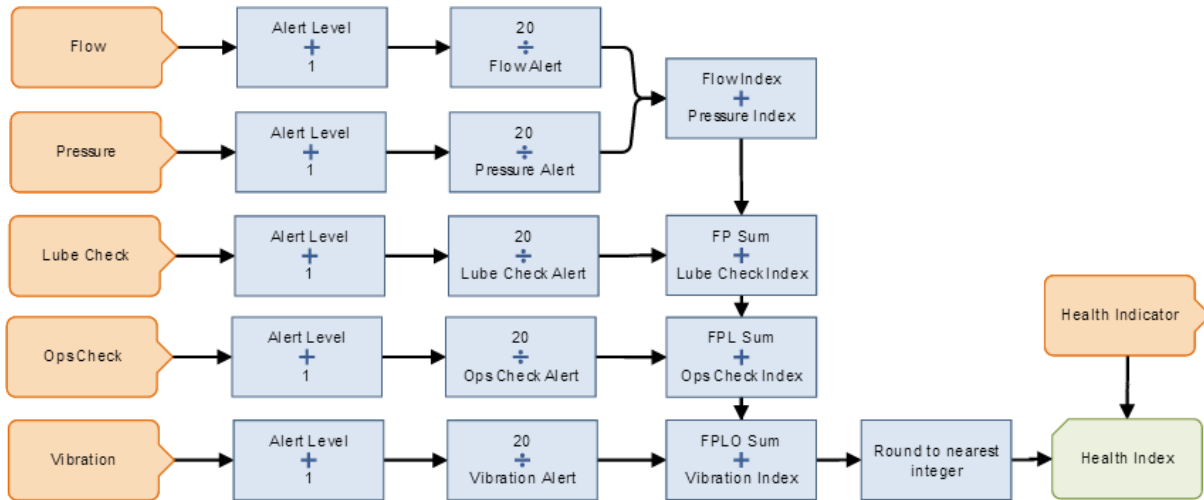 Flow
Alert Level
+
1
20
÷
Flow Alert
Flow Index
+
Pressure Index
Pressure
Alert Level
+
1
20
÷
Pressure Alert
Lube Check
Alert Level
+
1
20
÷
Lube Check Alert
FP Sum
+
Lube Check Index
Health Indicator
Ops Check
Alert Level
+
1
20
÷
Ops Check Alert
FPL Sum
+
Ops Check Index
Vibration
Alert Level
+
1
20
÷
Vibration Alert
FPLO Sum
+
Vibration Index
Round to nearest
integer
Health Index